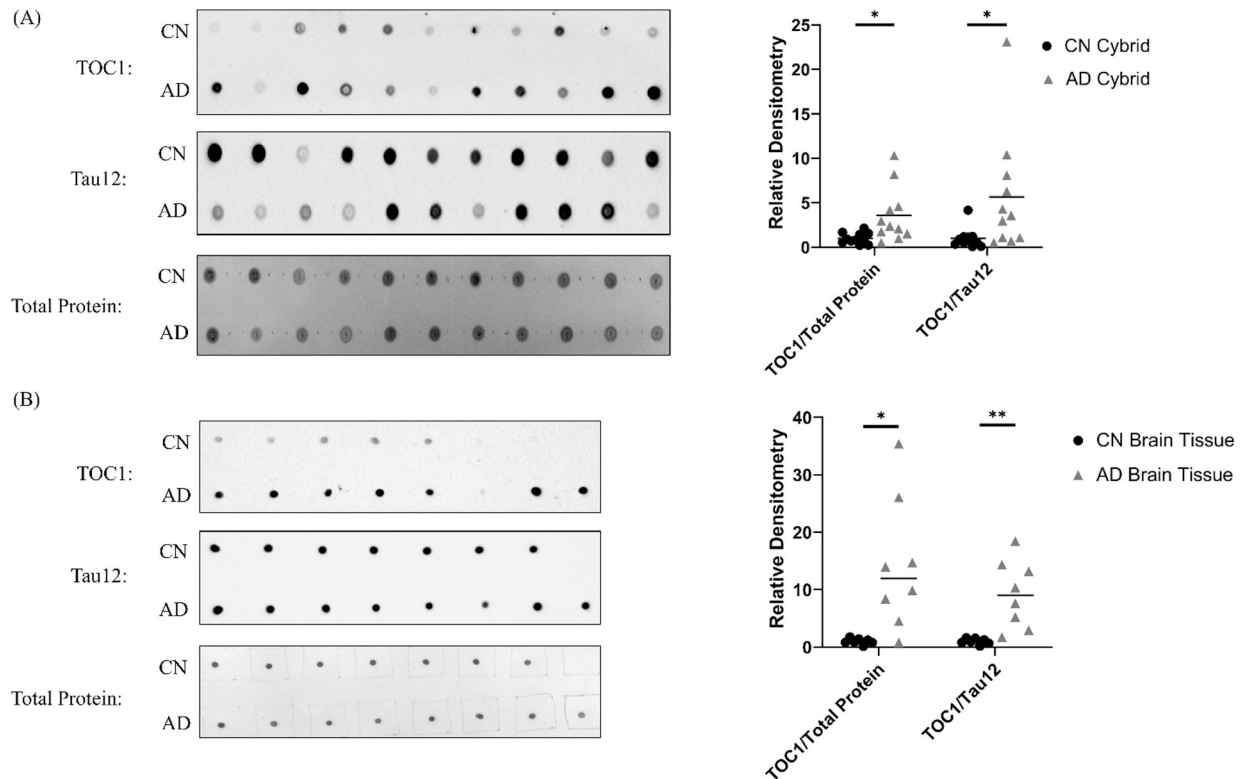 (A)
TOC1:
CN
AD
Tau12:
CN
AD
Total Protein:
CN
AD
Relative Densitometry
25
20
15
10
5
0
*
*
CN Cybrid
AD Cybrid
TOC1/Total Protein
TOC1/Tau12
(B)
TOC1:
CN
AD
Tau12:
CN
AD
Total Protein:
CN
AD
Relative Densitometry
40
30
20
10
0
*
**
CN Brain Tissue
AD Brain Tissue
TOC1/Total Protein
TOC1/Tau12